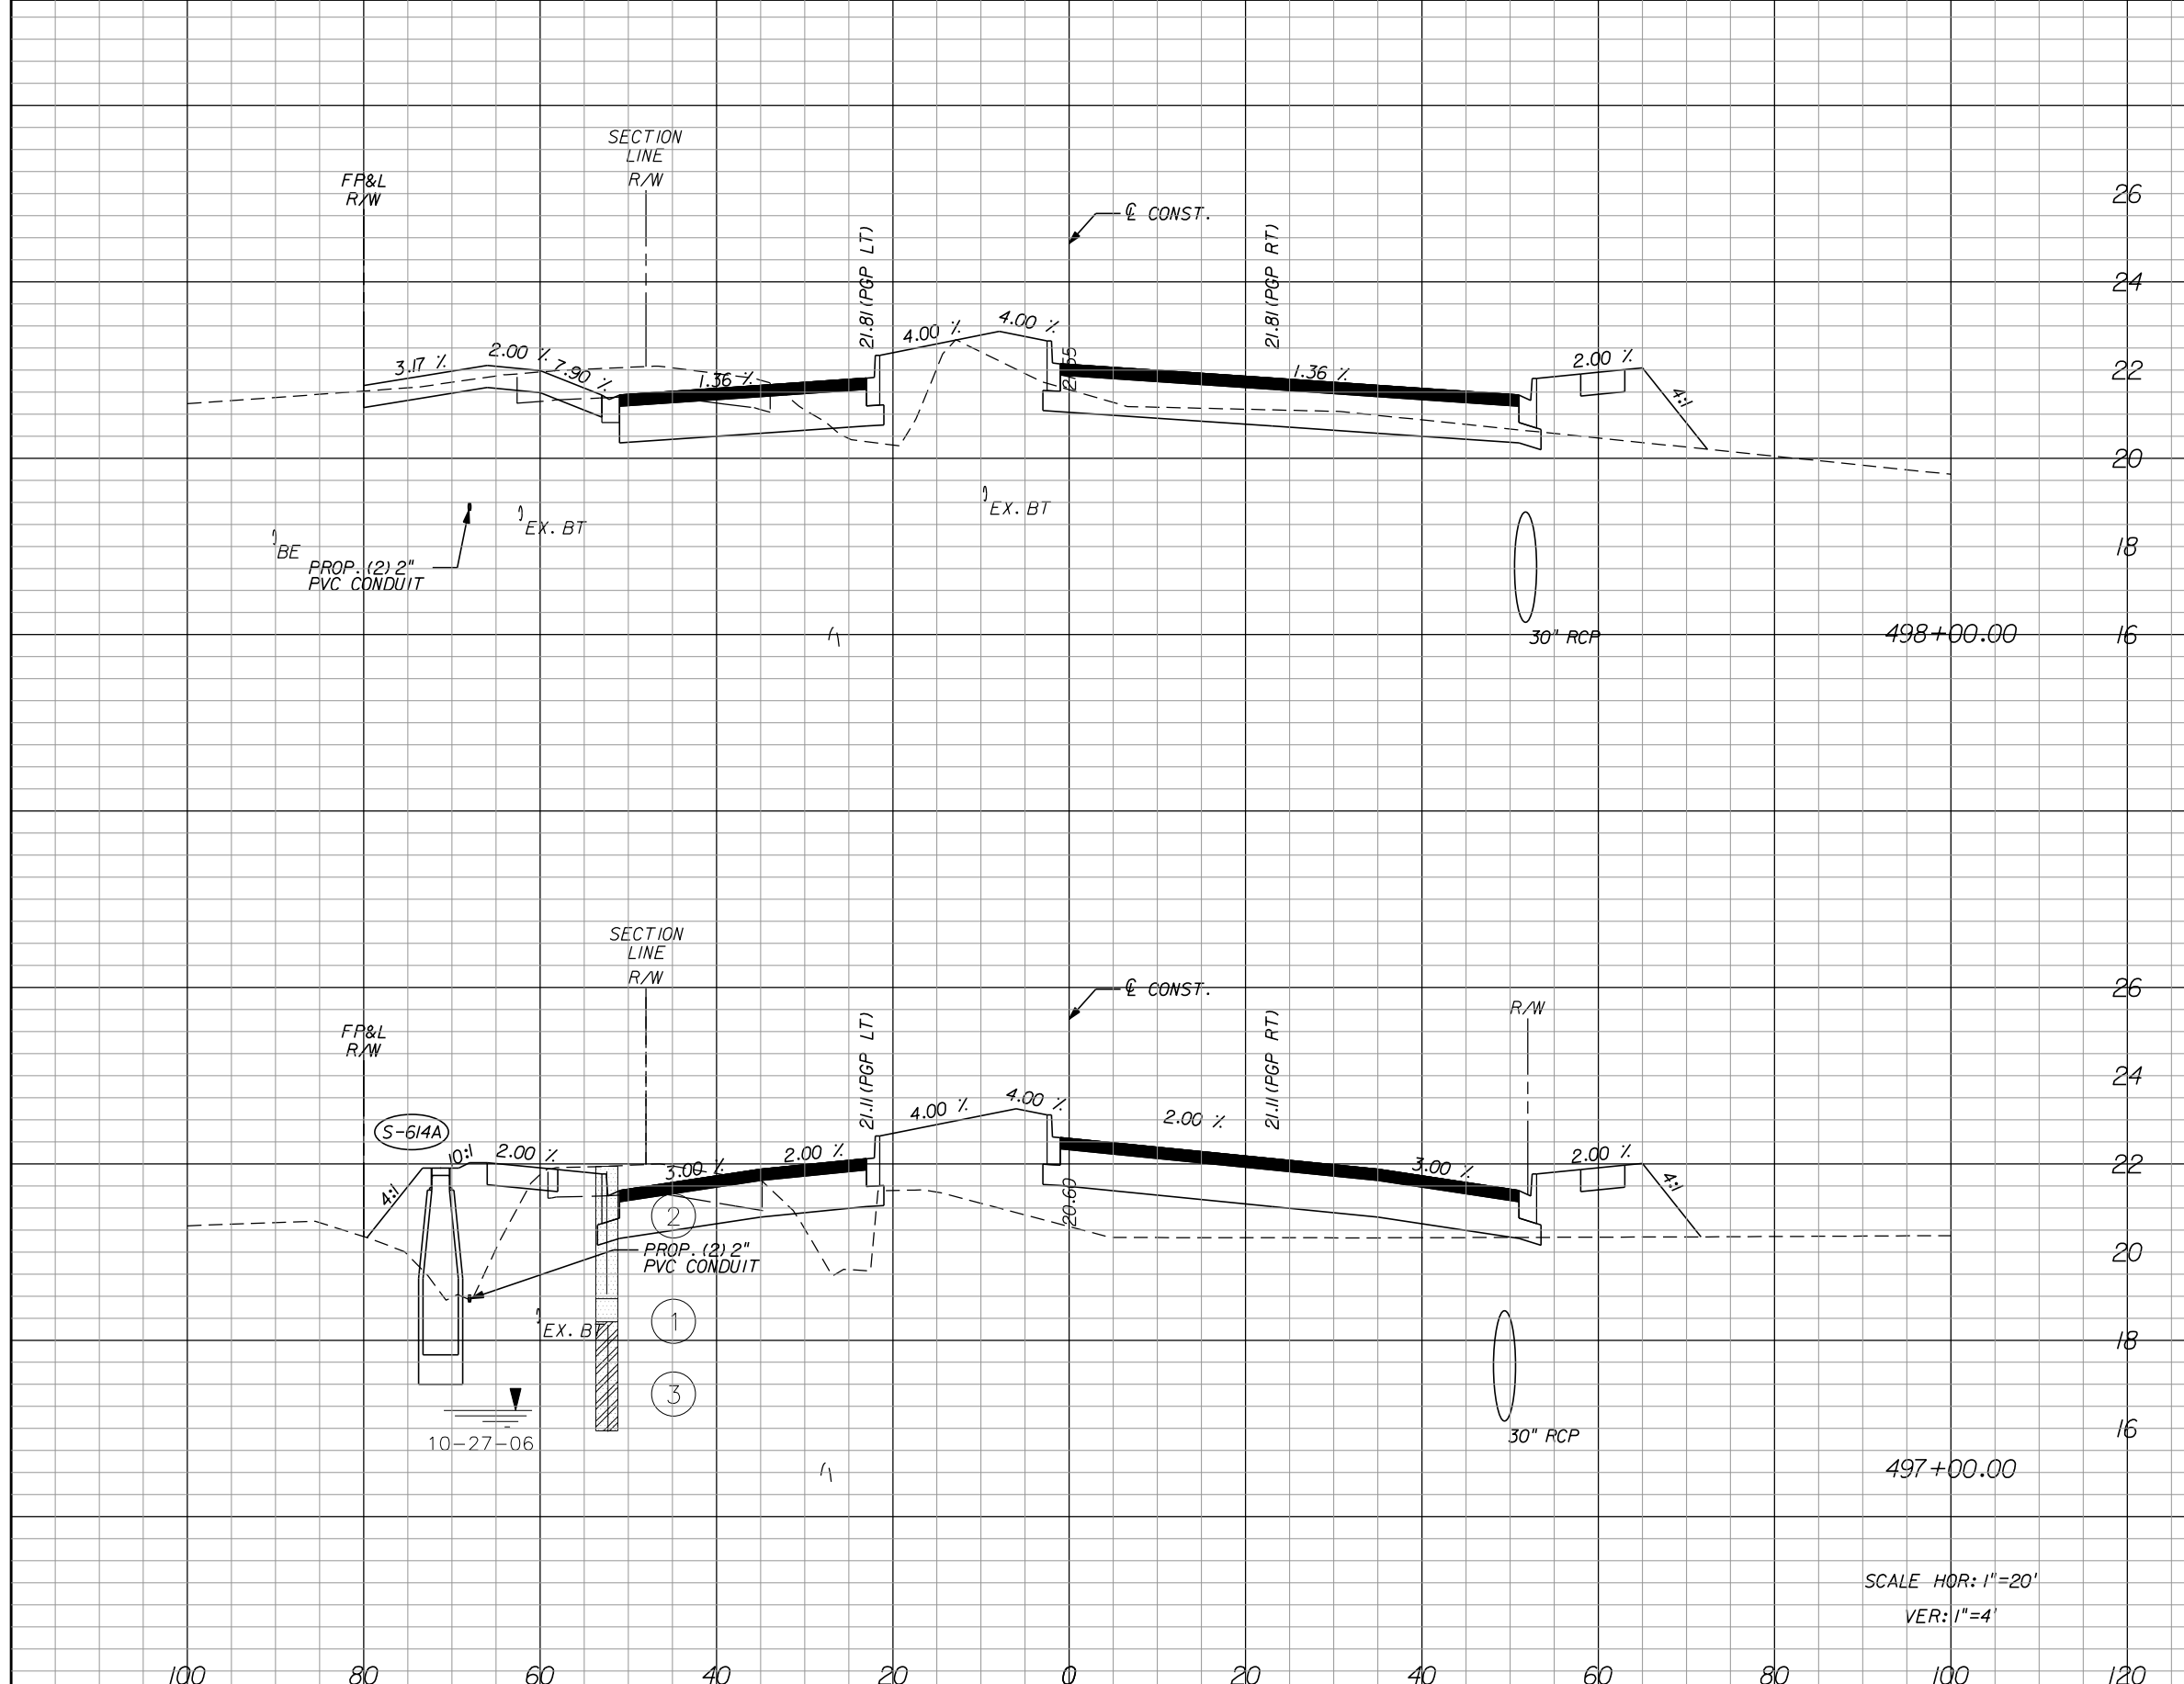 SECTION
LINE
R/W
FP&L
R/W
26
℄ CONST.
21.81 (PGP LT)
21.81 (PGP RT)
24
4.00 %
4.00 %
3.17 %
2.00 %
7.90 %
1.36 %
1.36 %
2.00 %
22
4:1
20
EX. BT
EX. BT
BE
PROP. (2) 2"
PVC CONDUIT
18
30" RCP
498+00.00
16
SECTION
LINE
R/W
℄ CONST.
26
R/W
FP&L
R/W
21.11 (PGP LT)
21.11 (PGP RT)
24
S-614A
4.00 %
4.00 %
2.00 %
10:1
2.00 %
3.00 %
2.00 %
3.00 %
2.00 %
22
4:1
4:1
20.60
2
PROP. (2) 2"
PVC CONDUIT
20
1
EX. BT
18
3
10-27-06
30" RCP
16
497+00.00
SCALE HOR: 1"=20'
VER: 1"=4'
100 80 60 40 20 0 20 40 60 80 100 120